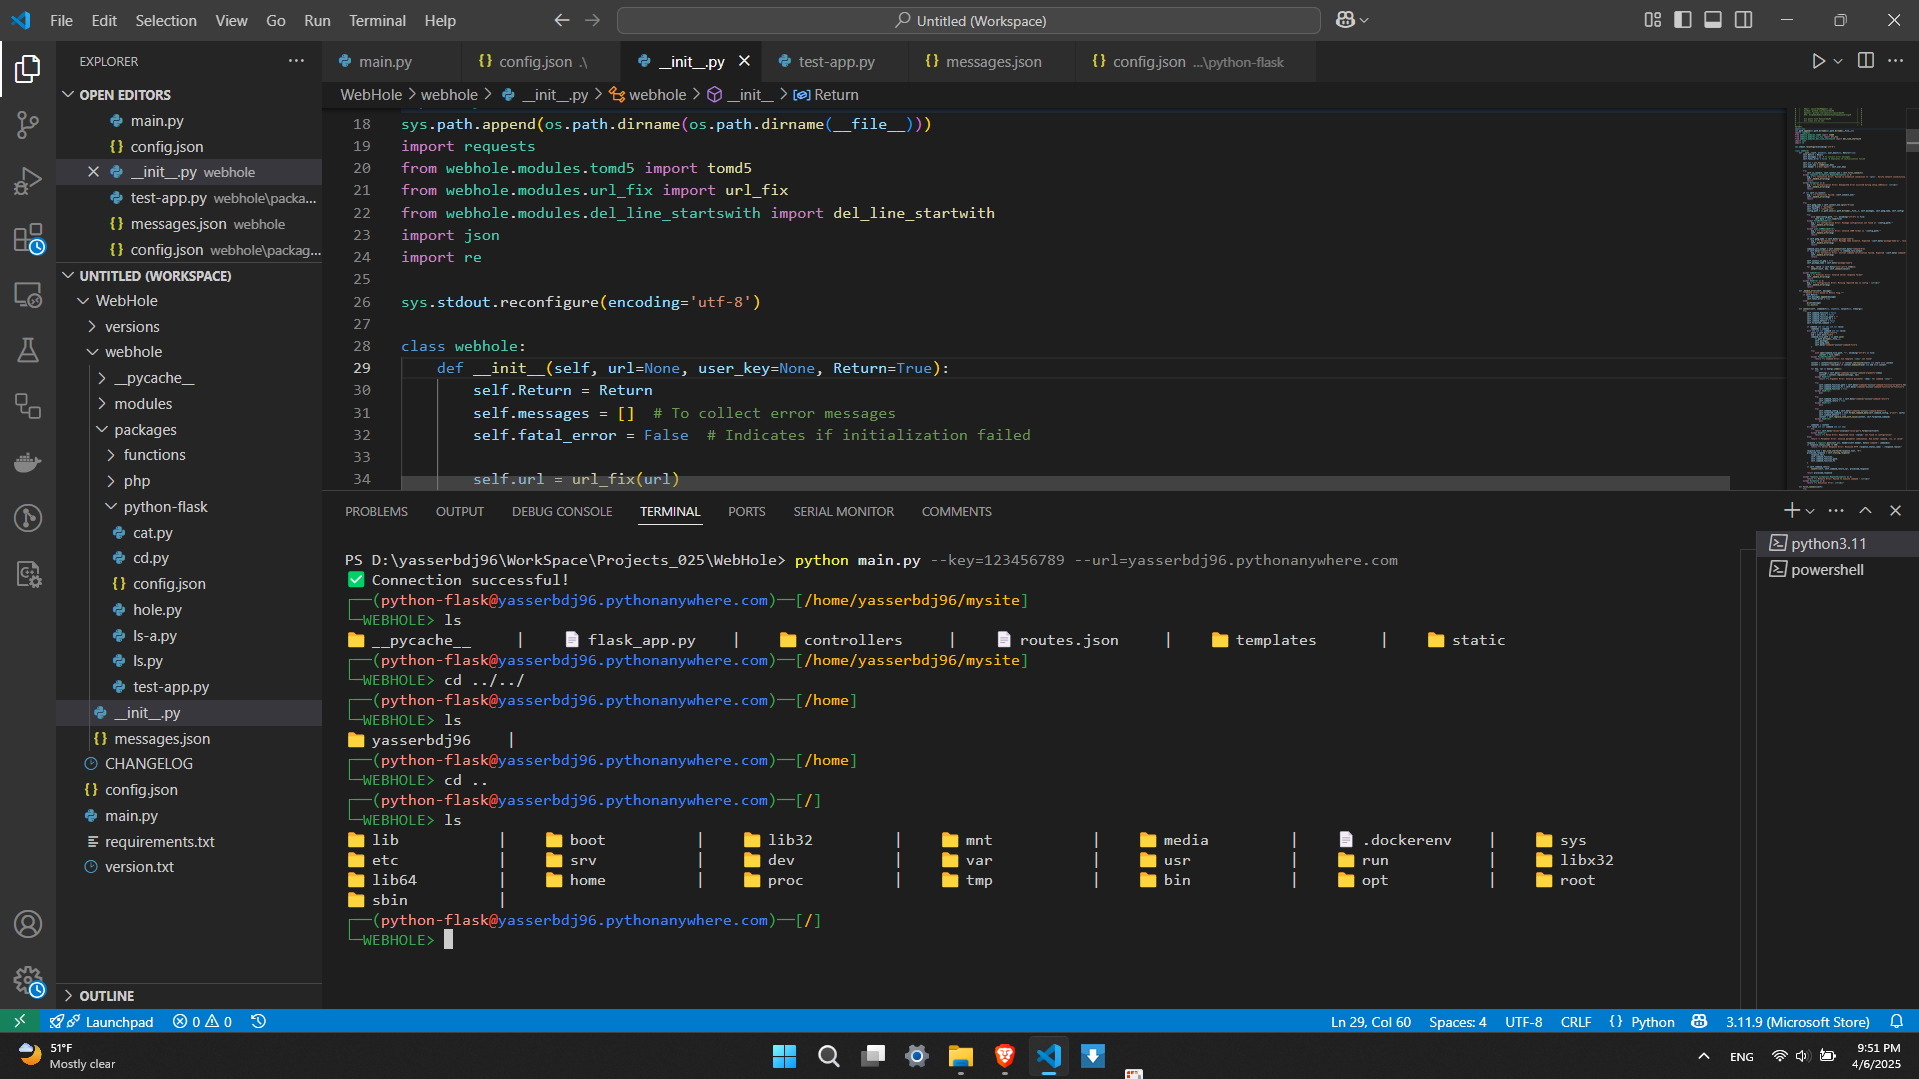 File Edit Selection View Go Run Terminal Help
Untitled (Workspace)
EXPLORER
OPEN EDITORS
main.py
config.json
__init__.py webhole
test-app.py webhole\packa...
messages.json webhole
config.json webhole\packag...
UNTITLED (WORKSPACE)
WebHole
versions
webhole
__pycache__
modules
packages
functions
php
python-flask
cat.py
cd.py
config.json
hole.py
ls-a.py
ls.py
test-app.py
__init__.py
messages.json
CHANGELOG
config.json
main.py
requirements.txt
version.txt
OUTLINE
main.py config.json .\ __init__.py test-app.py messages.json config.json ...\python-flask
WebHole > webhole > __init__.py > webhole > __init__ > Return
18 sys.path.append(os.path.dirname(os.path.dirname(__file__)))
19 import requests
20 from webhole.modules.tomd5 import tomd5
21 from webhole.modules.url_fix import url_fix
22 from webhole.modules.del_line_startswith import del_line_startwith
23 import json
24 import re
25
26 sys.stdout.reconfigure(encoding='utf-8')
27
28 class webhole:
29 def __init__(self, url=None, user_key=None, Return=True):
30 self.Return = Return
31 self.messages = [] # To collect error messages
32 self.fatal_error = False # Indicates if initialization failed
33
34 self.url = url_fix(url)
PROBLEMS OUTPUT DEBUG CONSOLE TERMINAL PORTS SERIAL MONITOR COMMENTS
python3.11
powershell
PS D:\yasserbdj96\WorkSpace\Projects_025\WebHole> python main.py --key=123456789 --url=yasserbdj96.pythonanywhere.com
✅ Connection successful!
┌──(python-flask@yasserbdj96.pythonanywhere.com)──[/home/yasserbdj96/mysite]
└─WEBHOLE> ls
📁 __pycache__ | 📄 flask_app.py | 📁 controllers | 📄 routes.json | 📁 templates | 📁 static
┌──(python-flask@yasserbdj96.pythonanywhere.com)──[/home/yasserbdj96/mysite]
└─WEBHOLE> cd ../../
┌──(python-flask@yasserbdj96.pythonanywhere.com)──[/home]
└─WEBHOLE> ls
📁 yasserbdj96 |
┌──(python-flask@yasserbdj96.pythonanywhere.com)──[/home]
└─WEBHOLE> cd ..
┌──(python-flask@yasserbdj96.pythonanywhere.com)──[/]
└─WEBHOLE> ls
📁 lib | 📁 boot | 📁 lib32 | 📁 mnt | 📁 media | 📄 .dockerenv | 📁 sys
📁 etc | 📁 srv | 📁 dev | 📁 var | 📁 usr | 📁 run | 📁 libx32
📁 lib64 | 📁 home | 📁 proc | 📁 tmp | 📁 bin | 📁 opt | 📁 root
📁 sbin |
┌──(python-flask@yasserbdj96.pythonanywhere.com)──[/]
└─WEBHOLE>
Launchpad 0 0 Ln 29, Col 60 Spaces: 4 UTF-8 CRLF {} Python 3.11.9 (Microsoft Store)
51°F
Mostly clear
ENG
9:51 PM
4/6/2025